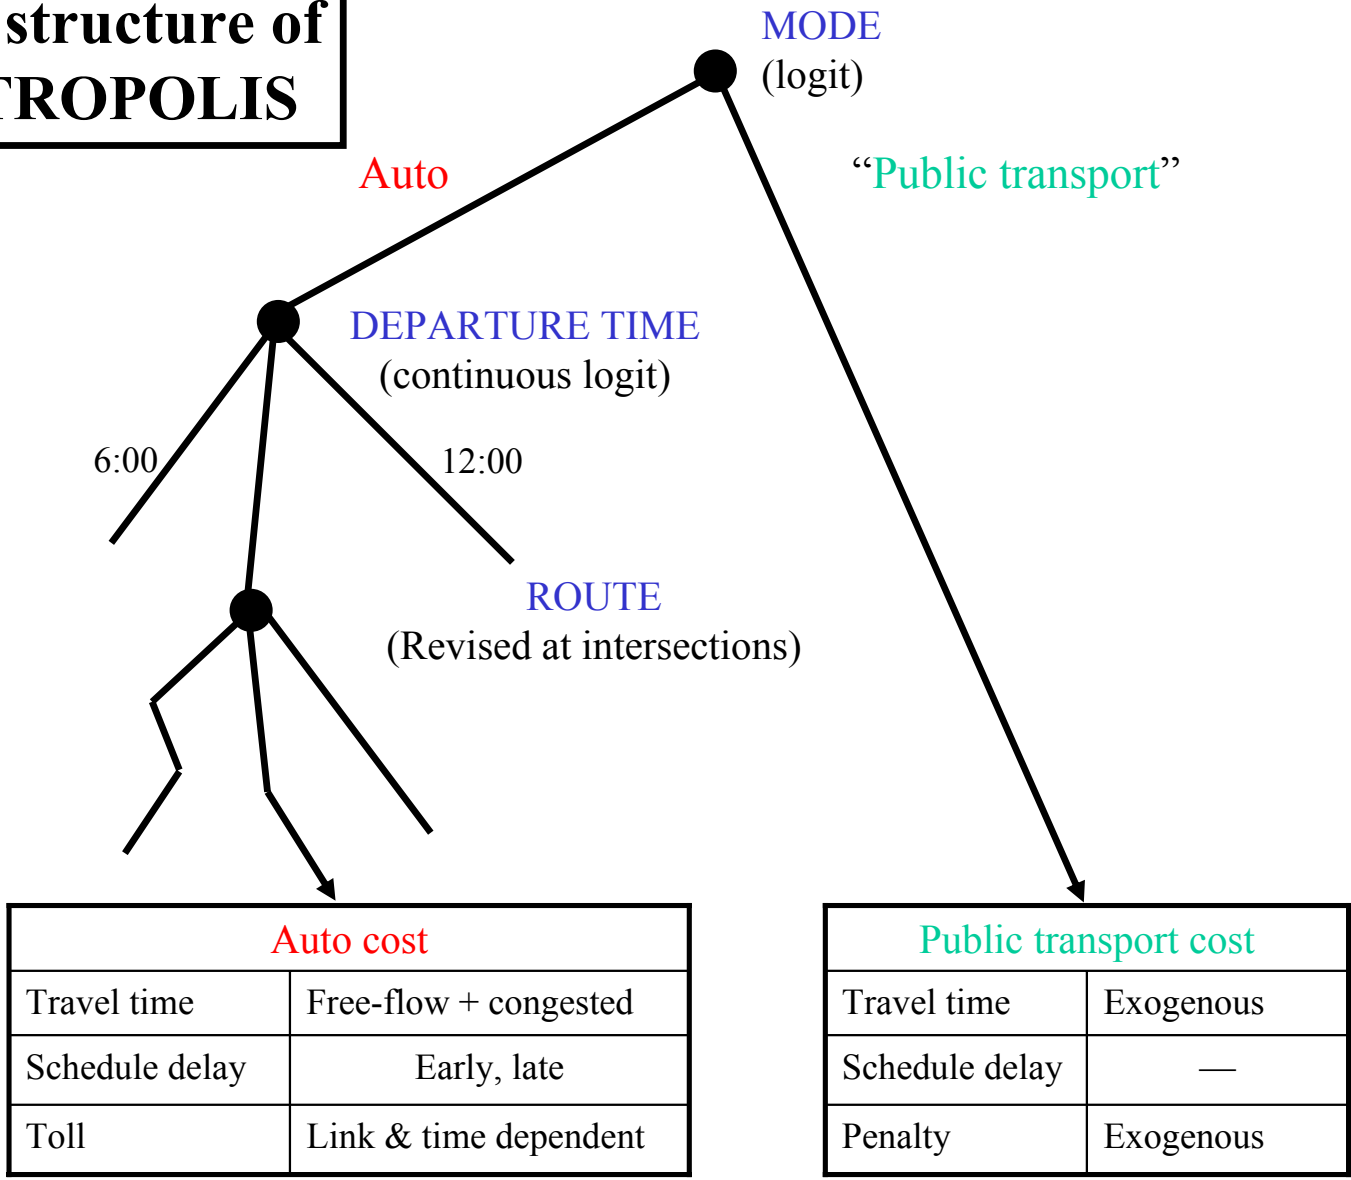 structure of
TROPOLIS
MODE
(logit)
Auto
“Public transport”
DEPARTURE TIME
(continuous logit)
6:00
12:00
ROUTE
(Revised at intersections)
Auto cost
Travel time Free-flow + congested
Schedule delay Early, late
Toll Link & time dependent
Public transport cost
Travel time Exogenous
Schedule delay —
Penalty Exogenous